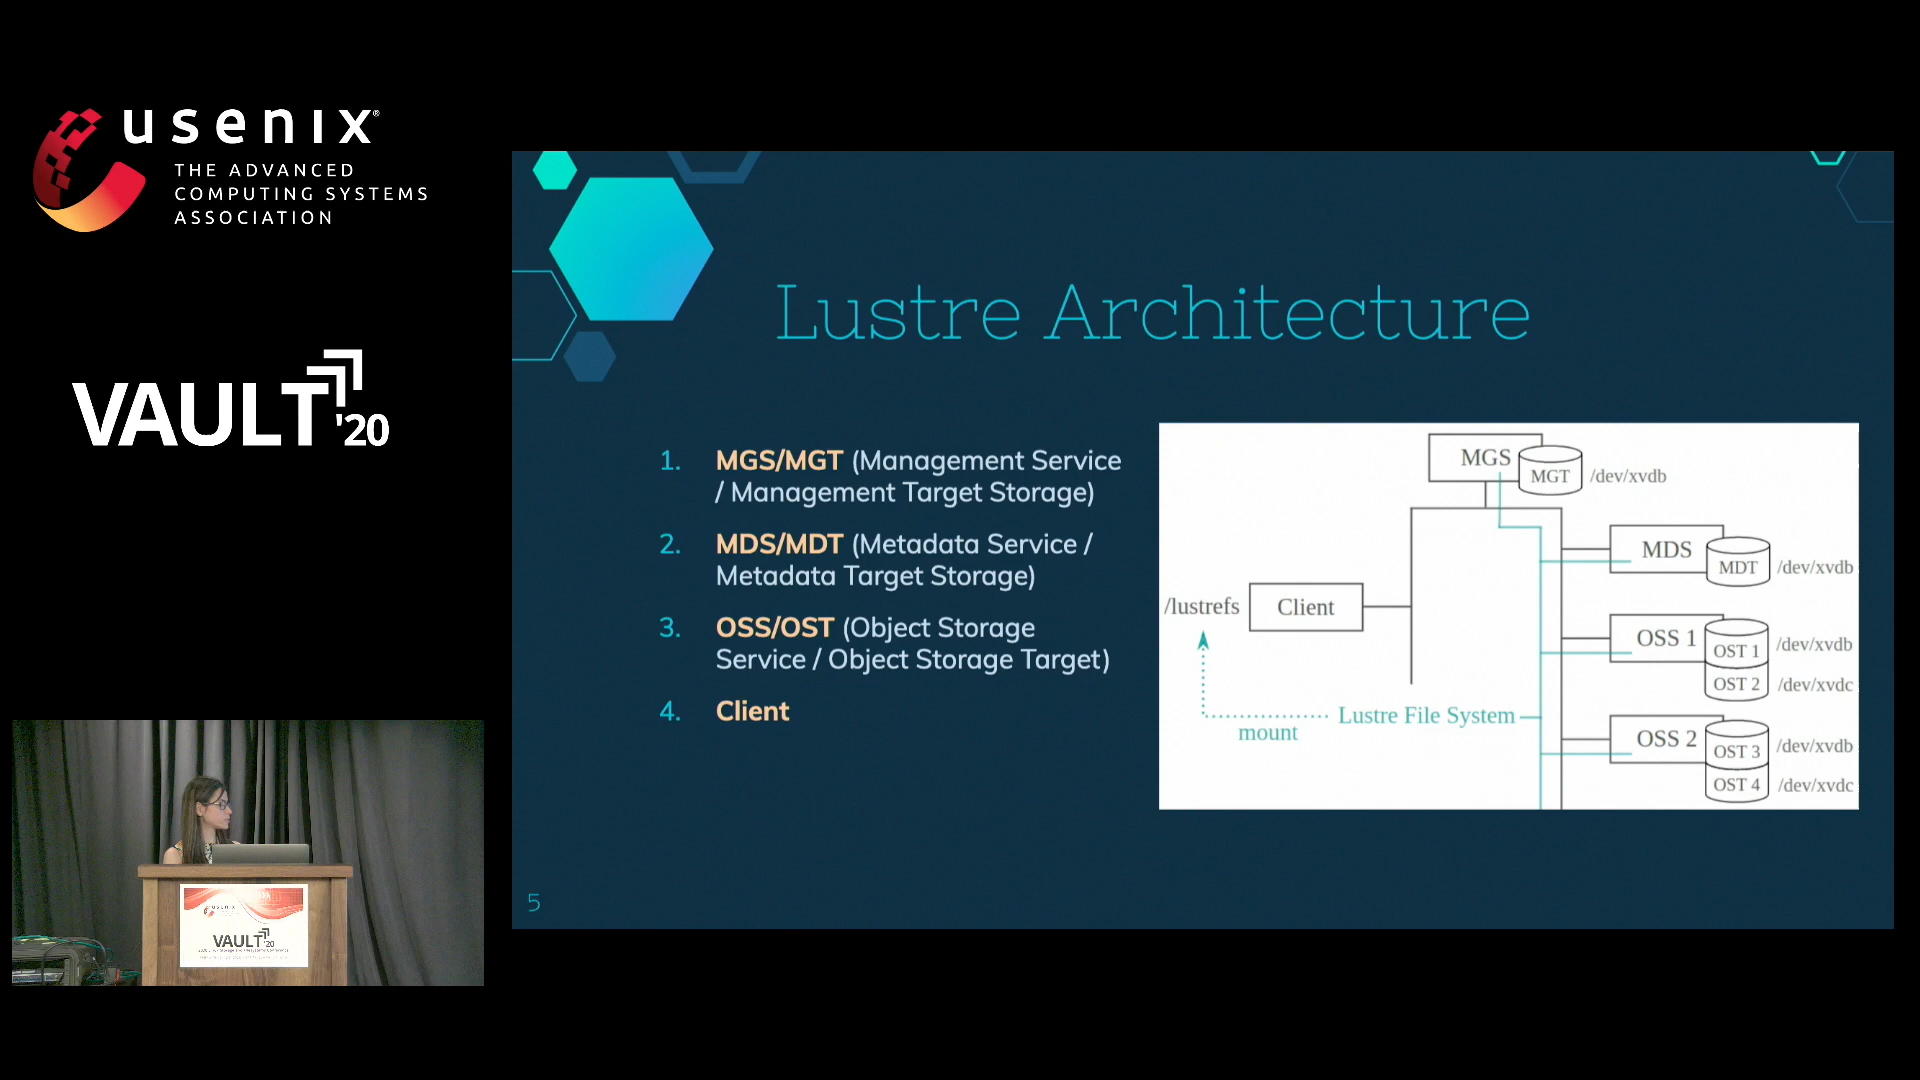 usenix®
THE ADVANCED
COMPUTING SYSTEMS
ASSOCIATION
VAULT '20
Lustre Architecture
1. MGS/MGT (Management Service
/ Management Target Storage)
2. MDS/MDT (Metadata Service /
Metadata Target Storage)
3. OSS/OST (Object Storage
Service / Object Storage Target)
4. Client
MGS
MGT
/dev/xvdb
MDS
MDT
/dev/xvdb
/lustrefs
Client
OSS 1
OST 1
/dev/xvdb
OST 2
/dev/xvdc
Lustre File System
mount
OSS 2
OST 3
/dev/xvdb
OST 4
/dev/xvdc
5
usenix
VAULT '20